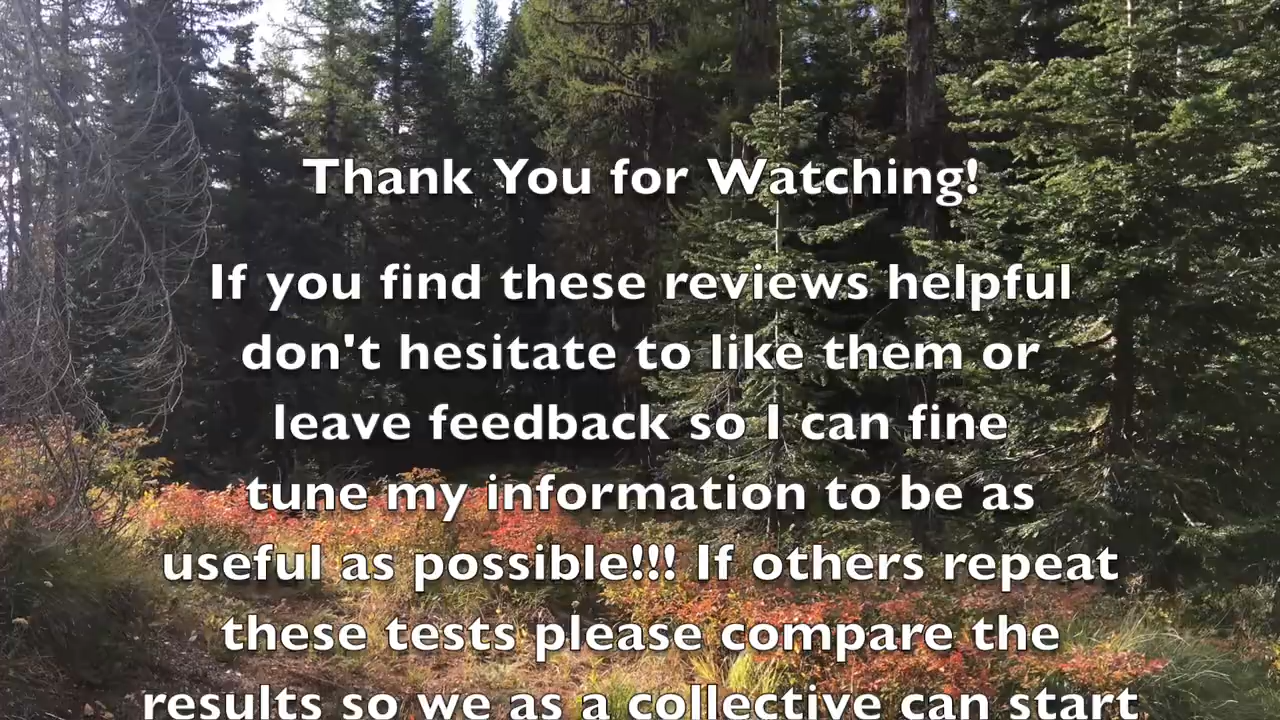 Thank You for Watching!
If you find these reviews helpful
don't hesitate to like them or
leave feedback so I can fine
tune my information to be as
useful as possible!!! If others repeat
these tests please compare the
results so we as a collective can start